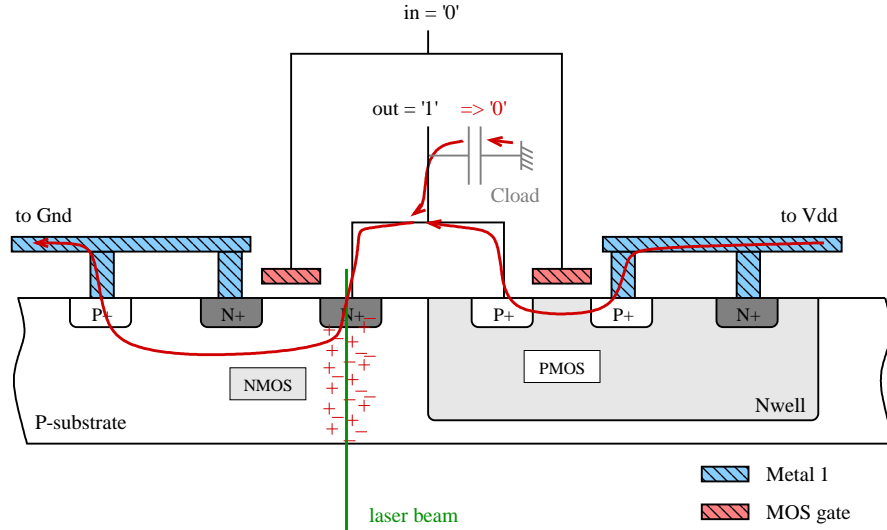 in = '0'
out = '1' => '0'
Cload
to Gnd
to Vdd
P+ N+ N+ P+ P+ N+
NMOS
PMOS
P-substrate
Nwell
Metal 1
laser beam
MOS gate